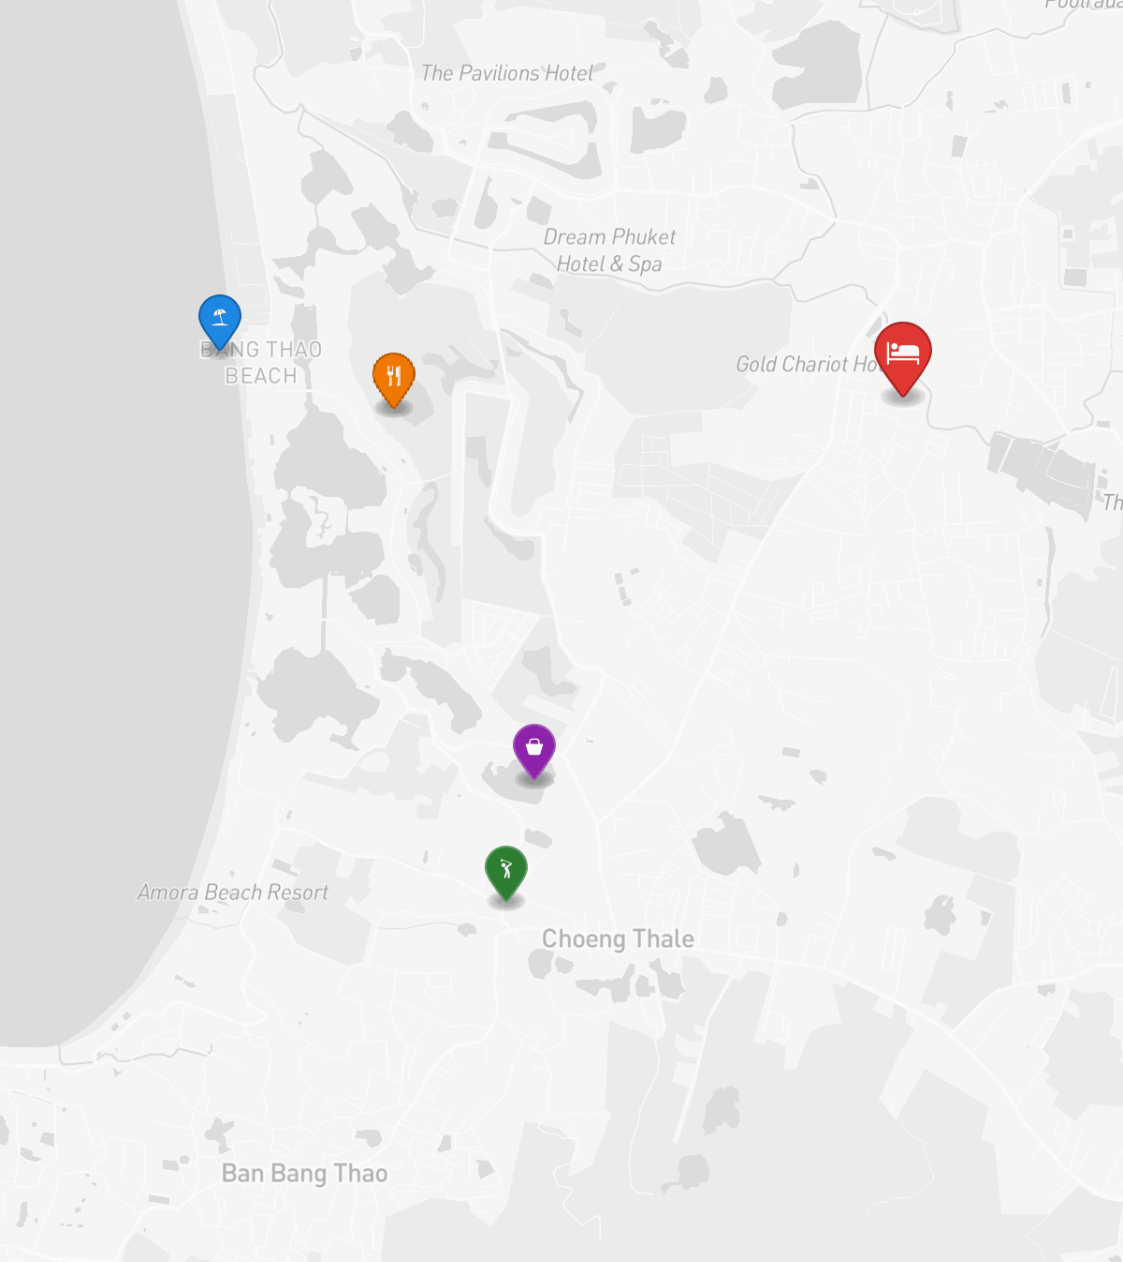 The Pavilions Hotel
Dream Phuket
Hotel & Spa
BANG THAO
BEACH
Gold Chariot Ho
Th
Amora Beach Resort
Choeng Thale
Ban Bang Thao